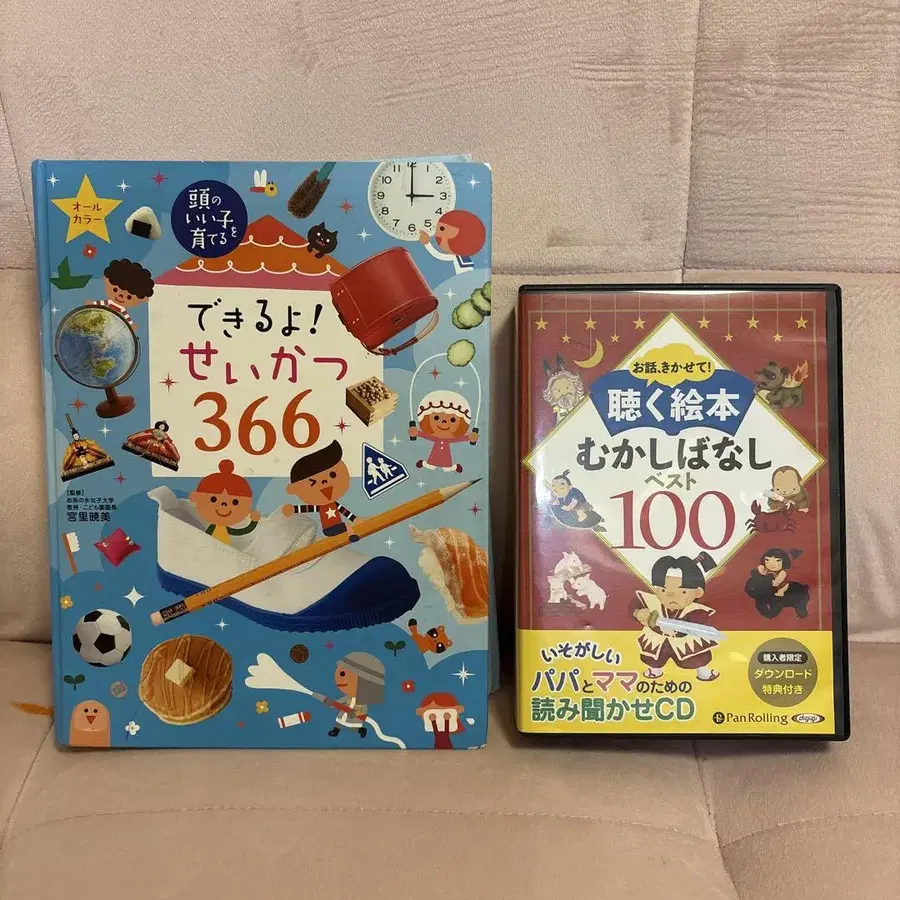 オール
カラー
頭の
いい子を
育てる
できるよ!
せいかつ
366
【監修】
お茶の水女子大学
教授・こども園園長
宮里暁美
お話、きかせて!
聴く絵本
むかしばなし
ベスト
100
いそがしい
パパとママのための
読み聞かせCD
購入者限定
ダウンロード
特典付き
PanRolling
digigi